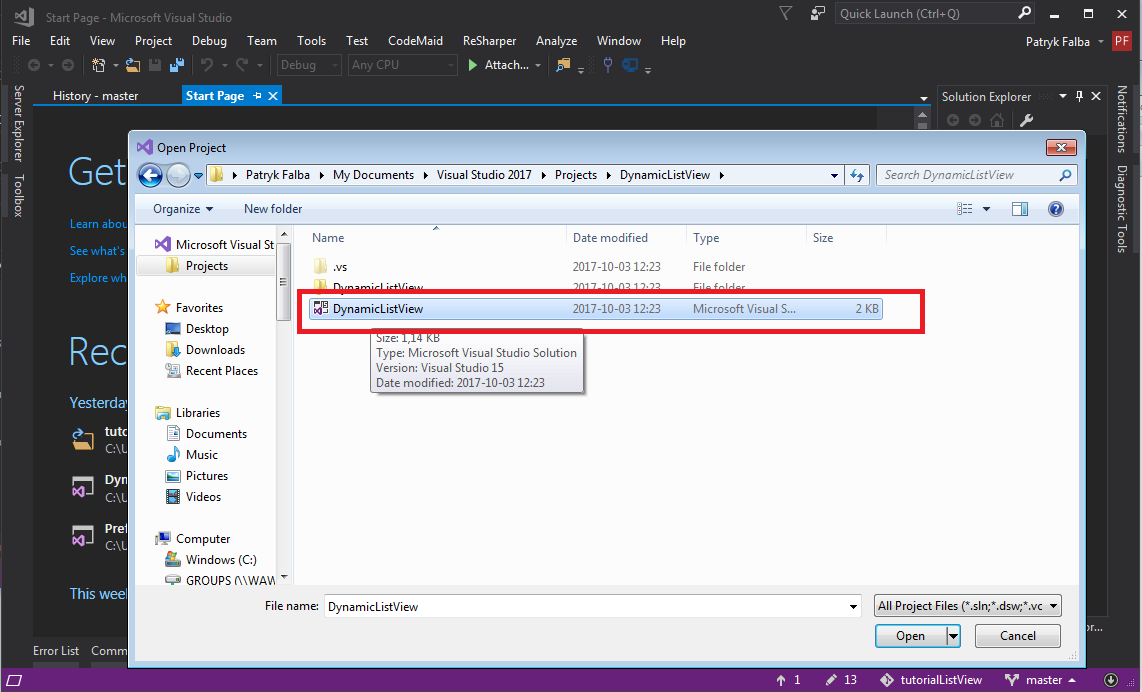 Start Page - Microsoft Visual Studio
Quick Launch (Ctrl+Q)
File Edit View Project Debug Team Tools Test CodeMaid ReSharper Analyze Window Help
Patryk Falba PF
Debug Any CPU Attach...
Server Explorer
Toolbox
History - master Start Page
Solution Explorer
Notifications
Diagnostic Tools
Get
Learn abou
See what's
Explore wh
Rec
Yesterday
tuto
C:\U
Dyn
C:\U
Pref
C:\U
This weel
Open Project
Patryk Falba My Documents Visual Studio 2017 Projects DynamicListView
Search DynamicListView
Organize New folder
Microsoft Visual St
Projects
Favorites
Desktop
Downloads
Recent Places
Libraries
Documents
Music
Pictures
Videos
Computer
Windows (C:)
GROUPS (\\WAW
Name Date modified Type Size
.vs 2017-10-03 12:23 File folder
DynamicListView 2017-10-03 12:23 File folder
DynamicListView 2017-10-03 12:23 Microsoft Visual S... 2 KB
Size: 1,14 KB
Type: Microsoft Visual Studio Solution
Version: Visual Studio 15
Date modified: 2017-10-03 12:23
File name: DynamicListView All Project Files (*.sln;*.dsw;*.vc
Open Cancel
Error List Comm
or...
1 13 tutorialListView master